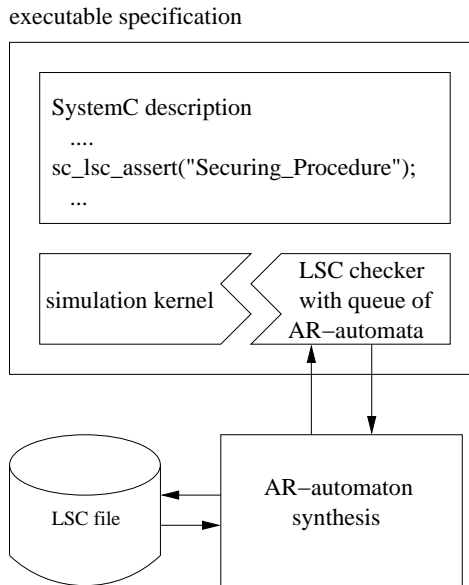 executable specification
SystemC description
....
sc_lsc_assert("Securing_Procedure");
...
simulation kernel
LSC checker
with queue of
AR−automata
LSC file
AR−automaton
synthesis